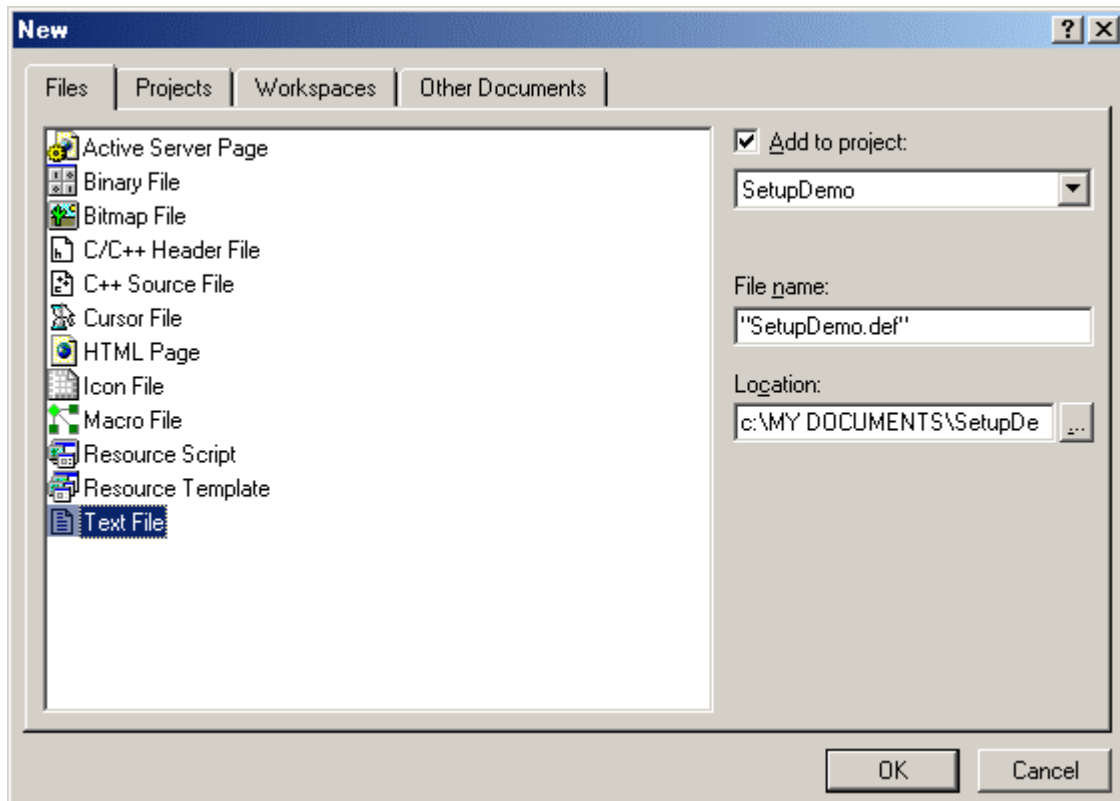 New
Files Projects Workspaces Other Documents
Active Server Page
Binary File
Bitmap File
C/C++ Header File
C++ Source File
Cursor File
HTML Page
Icon File
Macro File
Resource Script
Resource Template
Text File
Add to project:
SetupDemo
File name:
"SetupDemo.def"
Location:
c:\MY DOCUMENTS\SetupDe
...
OK Cancel